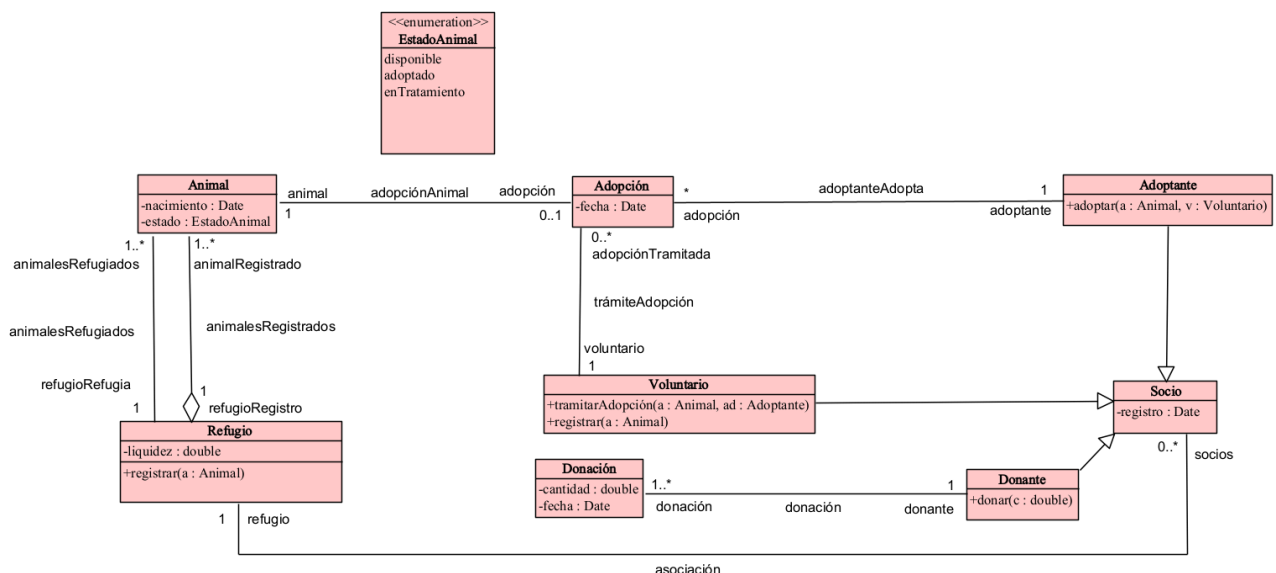 <<enumeration>>
EstadoAnimal
disponible
adoptado
enTratamiento
Animal
-nacimiento : Date
-estado : EstadoAnimal
animal
1
adopciónAnimal
adopción
0..1
Adopción
-fecha : Date
*
adopción
adoptanteAdopta
1
adoptante
Adoptante
+adoptar(a : Animal, v : Voluntario)
1..*
animalesRefugiados
1..*
animalRegistrado
0..*
adopciónTramitada
animalesRefugiados
animalesRegistrados
trámiteAdopción
refugioRefugia
1
1
refugioRegistro
voluntario
1
Voluntario
+tramitarAdopción(a : Animal, ad : Adoptante)
+registrar(a : Animal)
Socio
-registro : Date
0..*
socios
Refugio
-liquidez : double
+registrar(a : Animal)
Donación
-cantidad : double
-fecha : Date
1..*
donación
donación
1
donante
Donante
+donar(c : double)
1
refugio
asociación